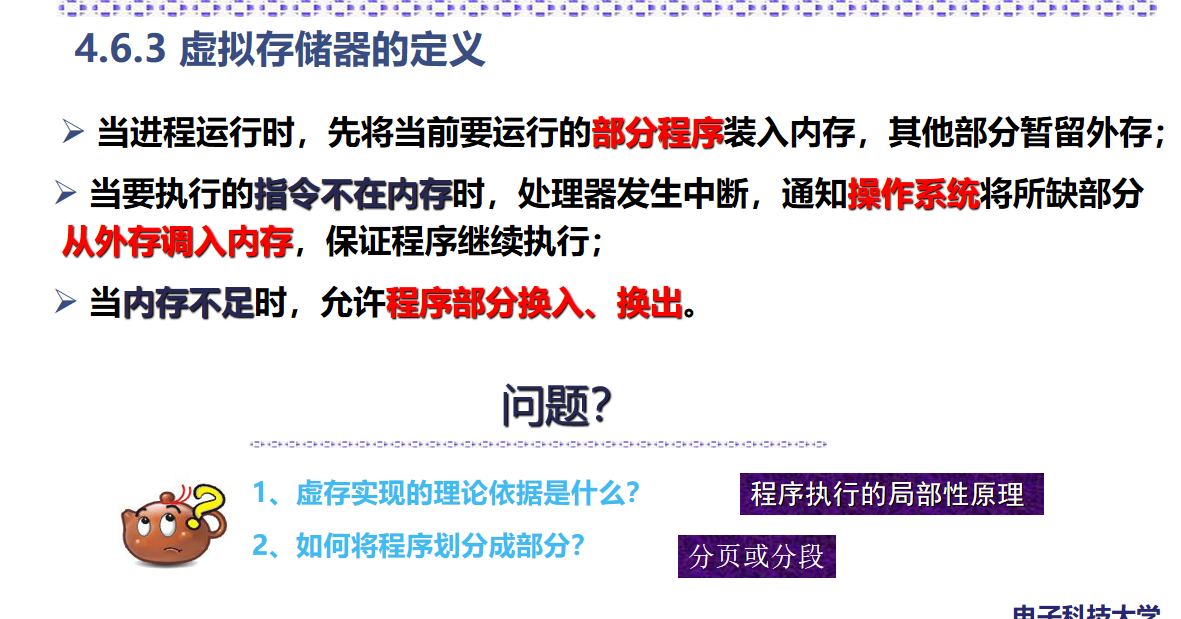 4.6.3 虚拟存储器的定义
当进程运行时，先将当前要运行的部分程序装入内存，其他部分暂留外存；
当要执行的指令不在内存时，处理器发生中断，通知操作系统将所缺部分
从外存调入内存，保证程序继续执行；
当内存不足时，允许程序部分换入、换出。
问题？
1、虚存实现的理论依据是什么？
程序执行的局部性原理
2、如何将程序划分成部分？
分页或分段
电子科技大学